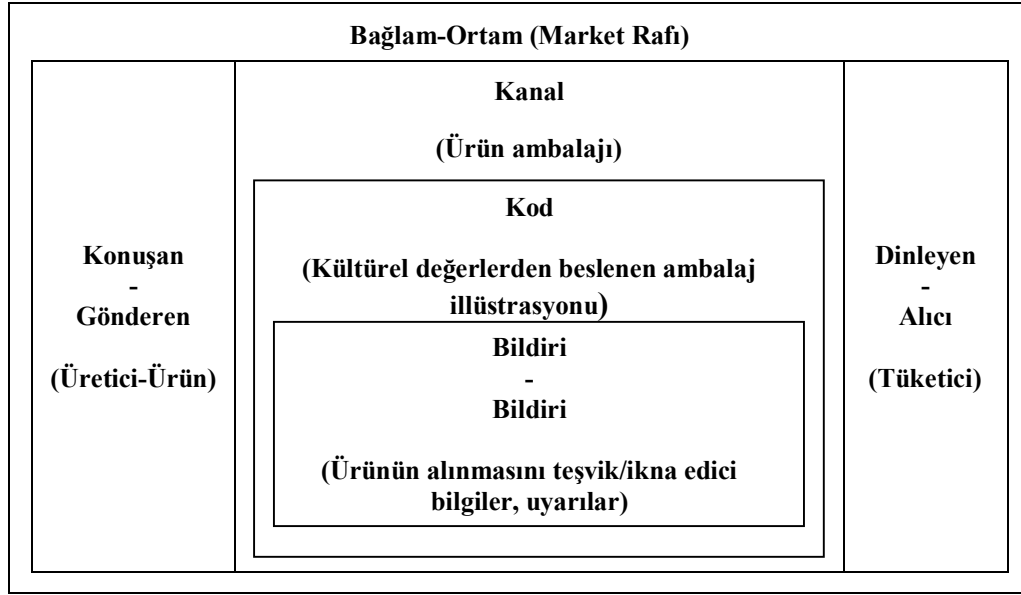 Bağlam-Ortam (Market Rafı)
Konuşan
-
Gönderen
(Üretici-Ürün)
Kanal
(Ürün ambalajı)
Kod
(Kültürel değerlerden beslenen ambalaj
illüstrasyonu)
Bildiri
-
Bildiri
(Ürünün alınmasını teşvik/ikna edici
bilgiler, uyarılar)
Dinleyen
-
Alıcı
(Tüketici)